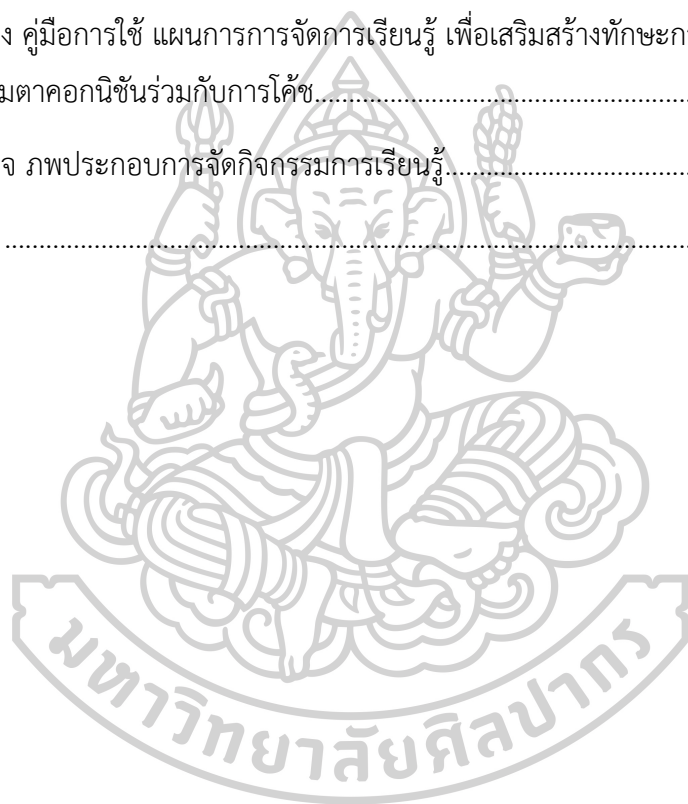 ง คู่มือการใช้ แผนการการจัดการเรียนรู้ เพื่อเสริมสร้างทักษะกา
มตาคอกนิชันร่วมกับการโค้ช................................................
จ ภพประกอบการจัดกิจกรรมการเรียนรู้................................
................................................................................
มหาวิทยาลัยศิลปากร